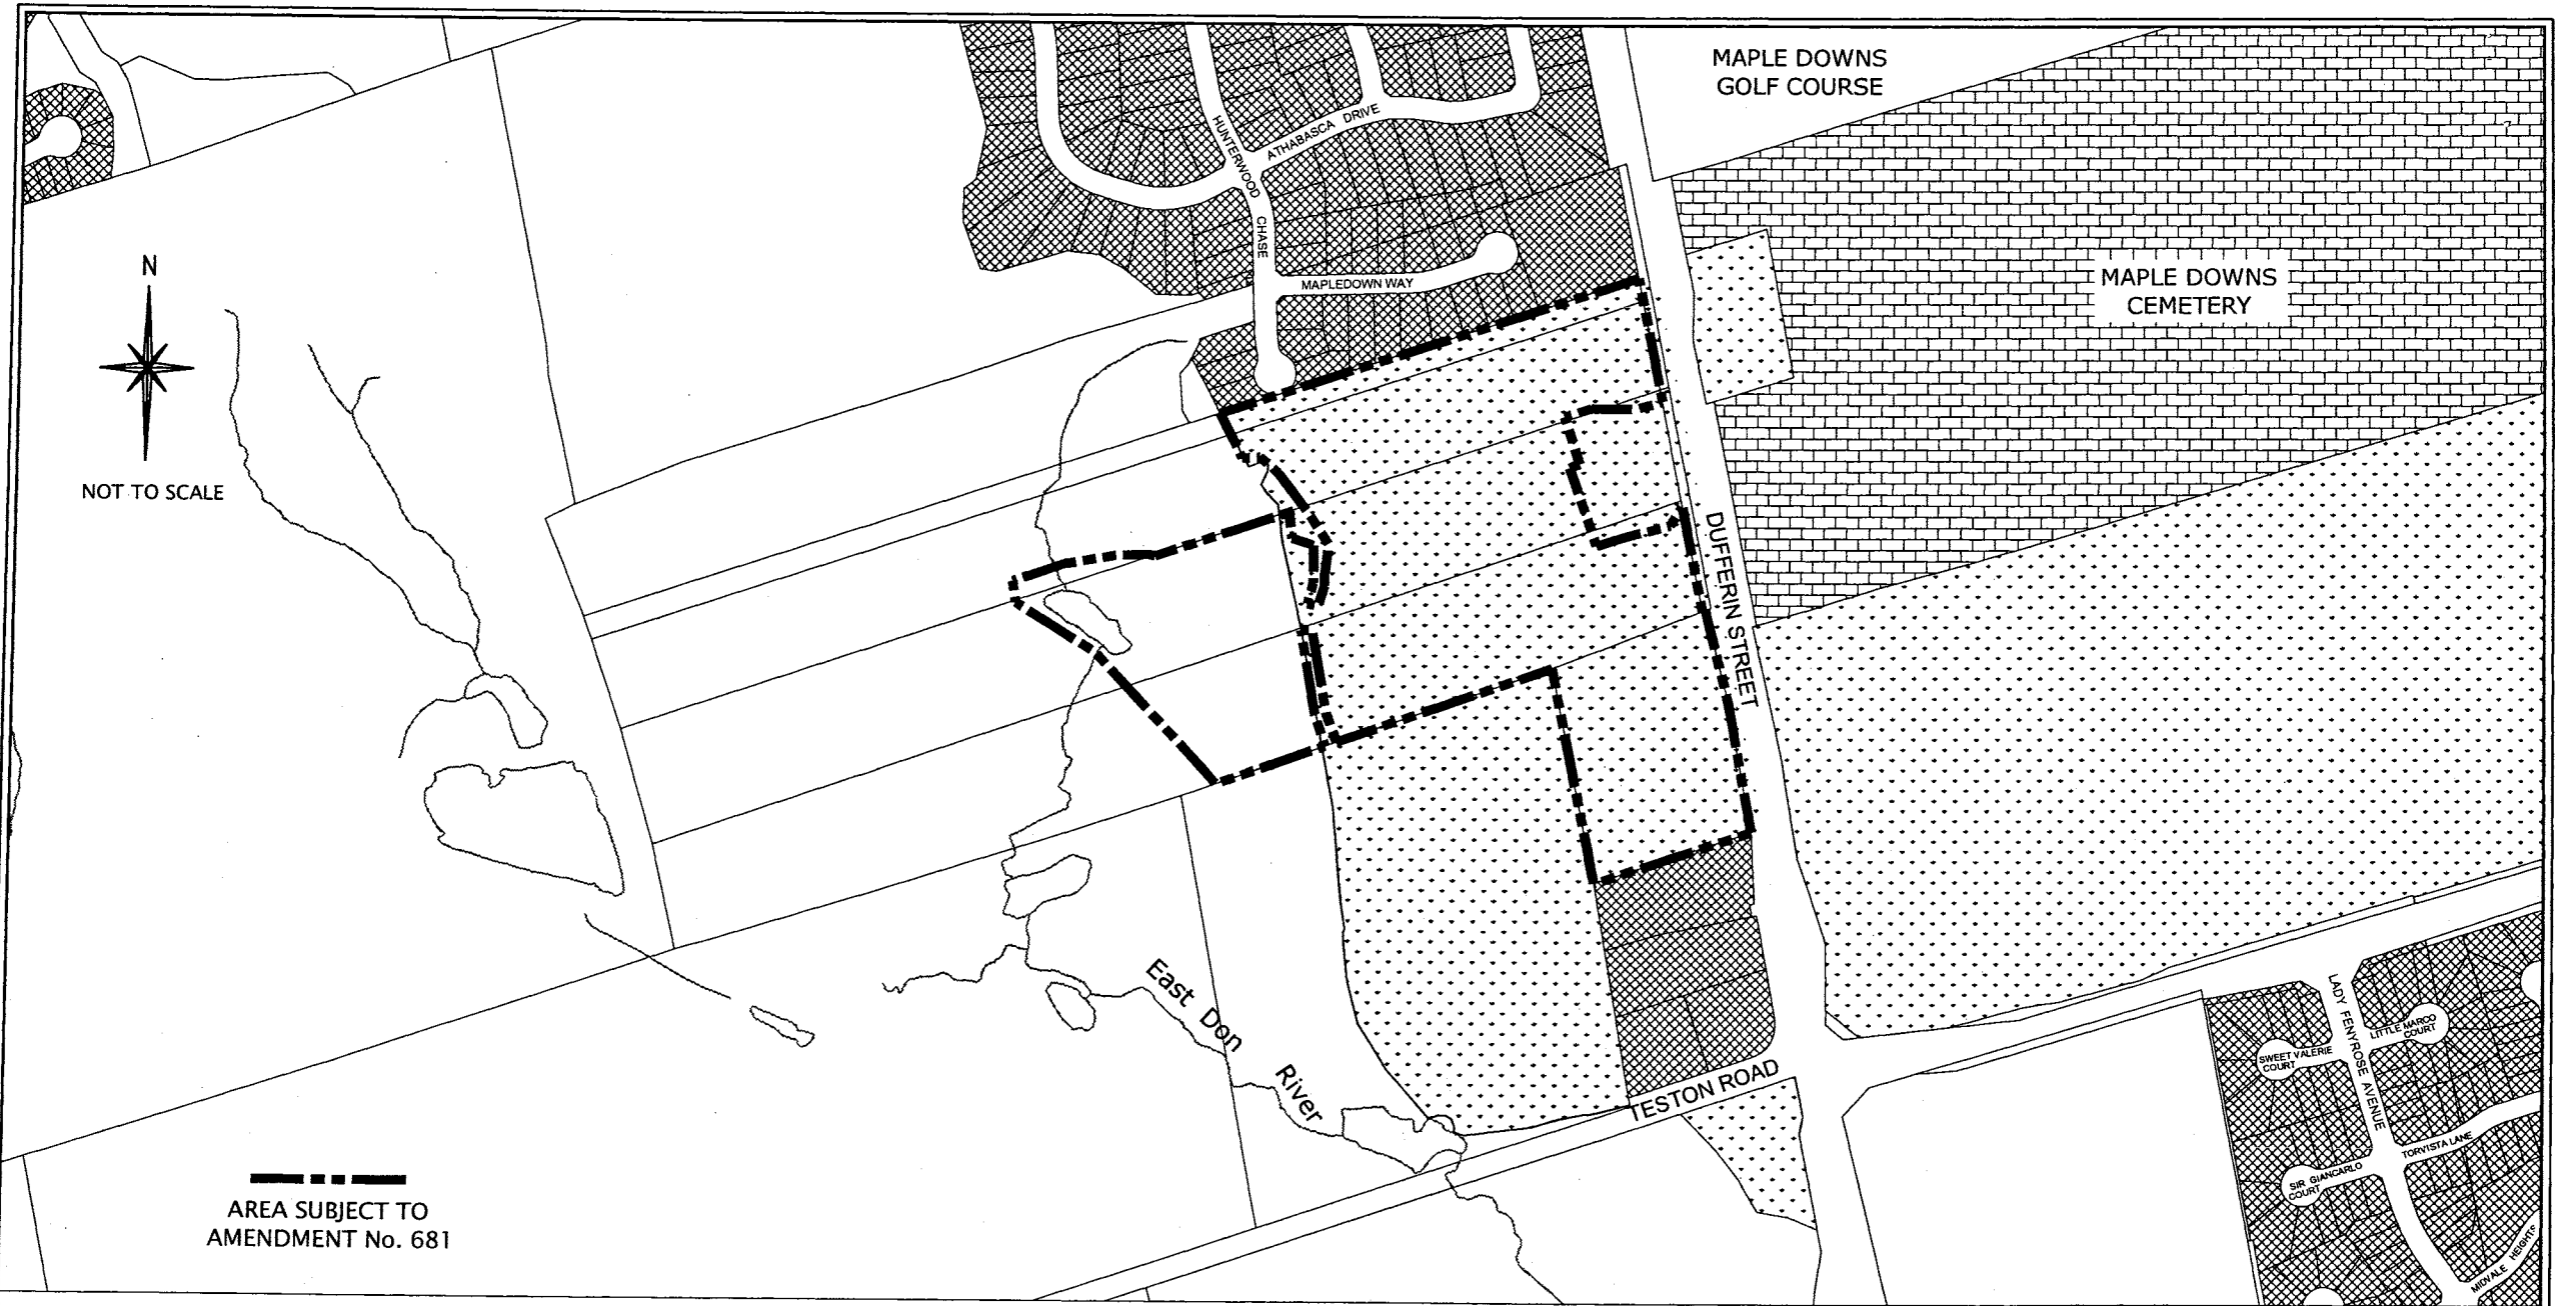 MAPLE DOWNS
GOLF COURSE
HUNTERWOOD
CHASE
ATHABASCA DRIVE
MAPLEDOWN WAY
MAPLE DOWNS
CEMETERY
N
NOT TO SCALE
DUFFERIN STREET
East Don
River
TESTON ROAD
LADY FENYROSE AVENUE
LITTLE MARCO
COURT
SWEET VALERIE
COURT
TORVISTA LANE
SIR GIANCARLO
COURT
MIDVALE
HEIGHTS
AREA SUBJECT TO
AMENDMENT No. 681